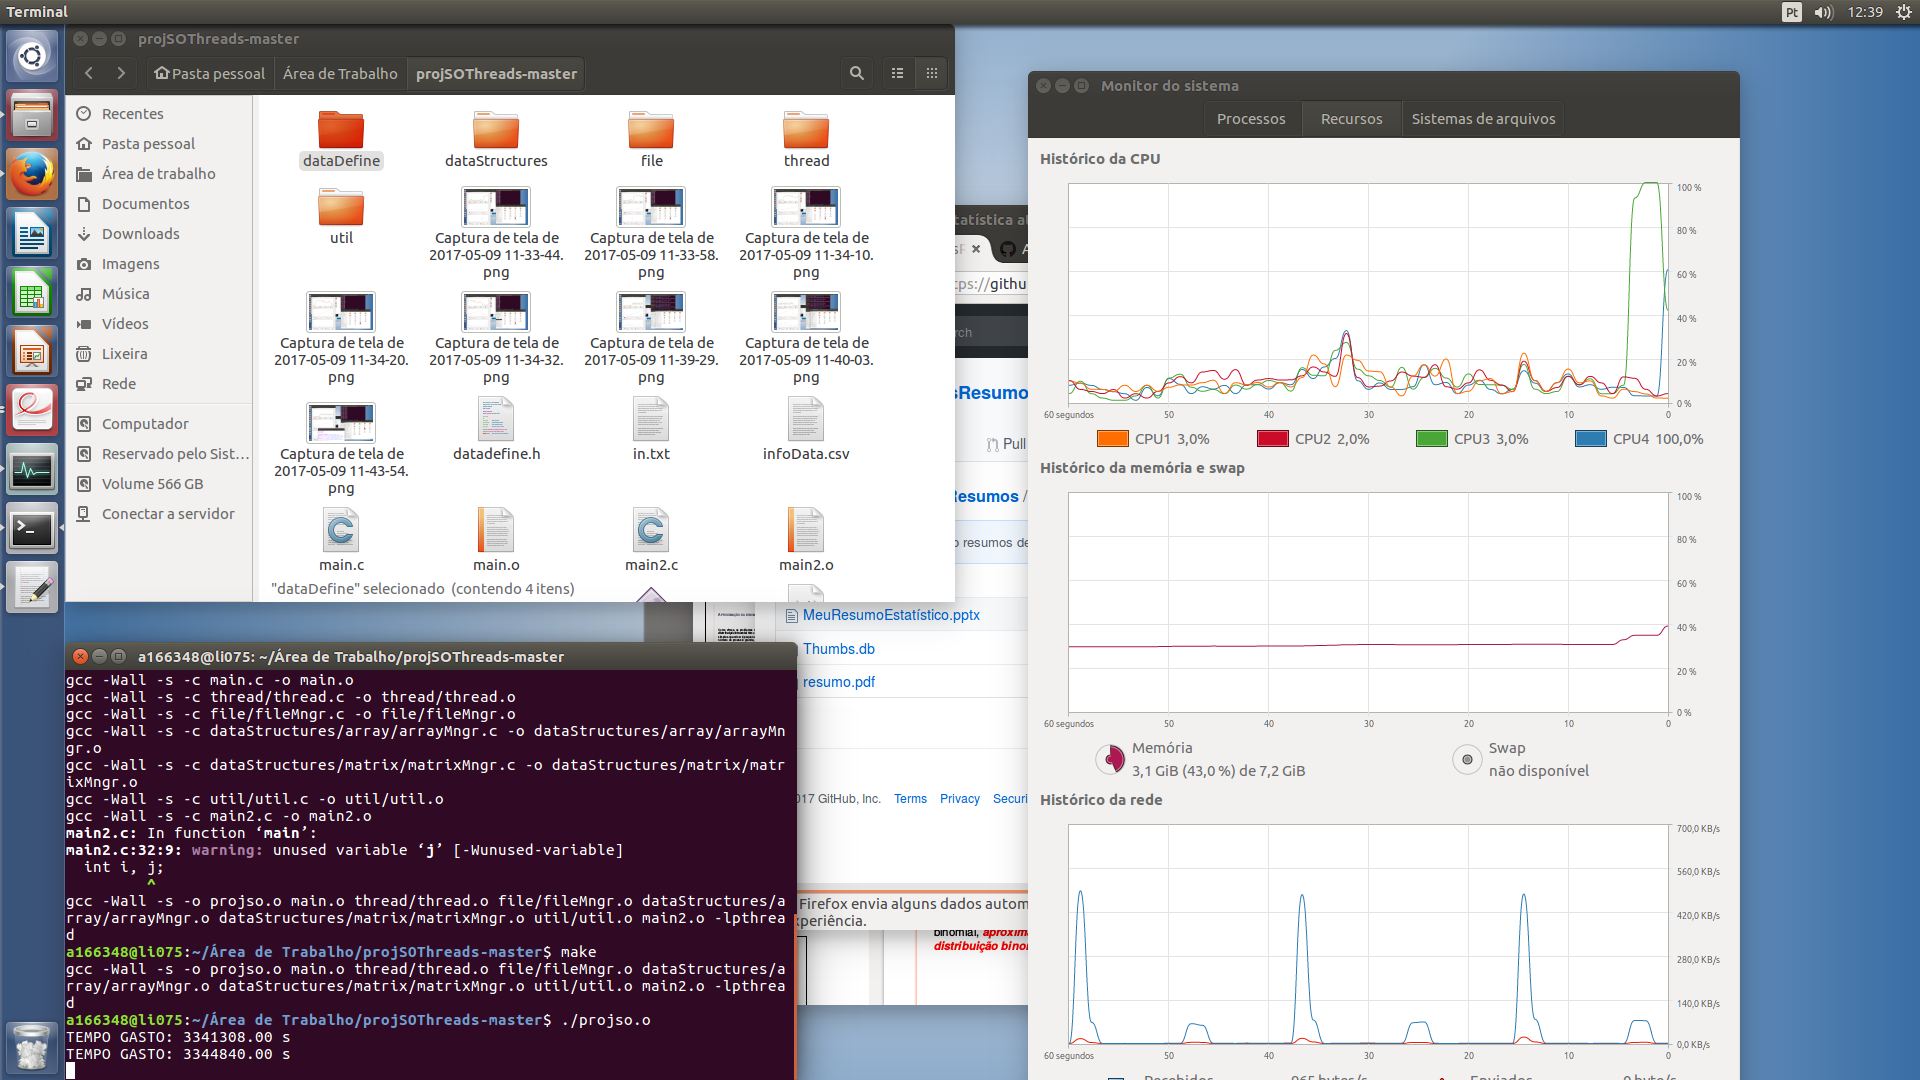 Terminal
Pt
12:39
projSOThreads-master
Pasta pessoal
Área de Trabalho
projSOThreads-master
Recentes
Pasta pessoal
Área de trabalho
Documentos
Downloads
Imagens
Música
Vídeos
Lixeira
Rede
Computador
Reservado pelo Sist...
Volume 566 GB
Conectar a servidor
dataDefine
dataStructures
file
thread
util
Captura de tela de
2017-05-09 11-33-44.
png
Captura de tela de
2017-05-09 11-33-58.
png
Captura de tela de
2017-05-09 11-34-10.
png
Captura de tela de
2017-05-09 11-34-20.
png
Captura de tela de
2017-05-09 11-34-32.
png
Captura de tela de
2017-05-09 11-39-29.
png
Captura de tela de
2017-05-09 11-40-03.
png
Captura de tela de
2017-05-09 11-43-54.
png
datadefine.h
in.txt
infoData.csv
main.c
main.o
main2.c
main2.o
"dataDefine" selecionado (contendo 4 itens)
a166348@li075: ~/Área de Trabalho/projSOThreads-master
gcc -Wall -s -c main.c -o main.o
gcc -Wall -s -c thread/thread.c -o thread/thread.o
gcc -Wall -s -c file/fileMngr.c -o file/fileMngr.o
gcc -Wall -s -c dataStructures/array/arrayMngr.c -o dataStructures/array/arrayMn
gr.o
gcc -Wall -s -c dataStructures/matrix/matrixMngr.c -o dataStructures/matrix/matr
ixMngr.o
gcc -Wall -s -c util/util.c -o util/util.o
gcc -Wall -s -c main2.c -o main2.o
main2.c: In function ‘main’:
main2.c:32:9: warning: unused variable ‘j’ [-Wunused-variable]
int i, j;
^
gcc -Wall -s -o projso.o main.o thread/thread.o file/fileMngr.o dataStructures/a
rray/arrayMngr.o dataStructures/matrix/matrixMngr.o util/util.o main2.o -lpthrea
d
a166348@li075:~/Área de Trabalho/projSOThreads-master$ make
gcc -Wall -s -o projso.o main.o thread/thread.o file/fileMngr.o dataStructures/a
rray/arrayMngr.o dataStructures/matrix/matrixMngr.o util/util.o main2.o -lpthrea
d
a166348@li075:~/Área de Trabalho/projSOThreads-master$ ./projso.o
TEMPO GASTO: 3341308.00 s
TEMPO GASTO: 3344840.00 s
tatística a
tps://githu
rch
sResumo
Pull
Resumos /
o resumos de
MeuResumoEstatístico.pptx
Thumbs.db
resumo.pdf
017 GitHub, Inc. Terms Privacy Securi
Firefox envia alguns dados autom
xperiência.
binomial, aproxim
distribuição bino
Monitor do sistema
Processos
Recursos
Sistemas de arquivos
Histórico da CPU
100 %
80 %
60 %
40 %
20 %
0 %
60 segundos 50 40 30 20 10 0
CPU1 3,0%
CPU2 2,0%
CPU3 3,0%
CPU4 100,0%
Histórico da memória e swap
100 %
80 %
60 %
40 %
20 %
0 %
60 segundos 50 40 30 20 10 0
Memória
3,1 GiB (43,0 %) de 7,2 GiB
Swap
não disponível
Histórico da rede
700,0 KB/s
560,0 KB/s
420,0 KB/s
280,0 KB/s
140,0 KB/s
0,0 KB/s
60 segundos 50 40 30 20 10 0
Recebidos 965 bytes/s
Enviados 0 byte/s